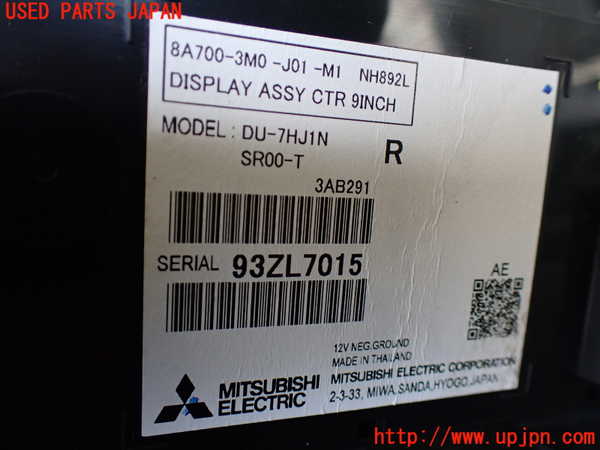 USED PARTS JAPAN
8A700-3M0 -J01 -M1 NH892L
DISPLAY ASSY CTR 9INCH
MODEL: DU-7HJ1N
SR00-T
R
3AB291
SERIAL 93ZL7015
AE
12V NEG.GROUND
MADE IN THAILAND
MITSUBISHI ELECTRIC
MITSUBISHI ELECTRIC CORPORATION
2-3-33, MIWA,SANDA,HYOGO,JAPAN
http://www.upjpn.com/